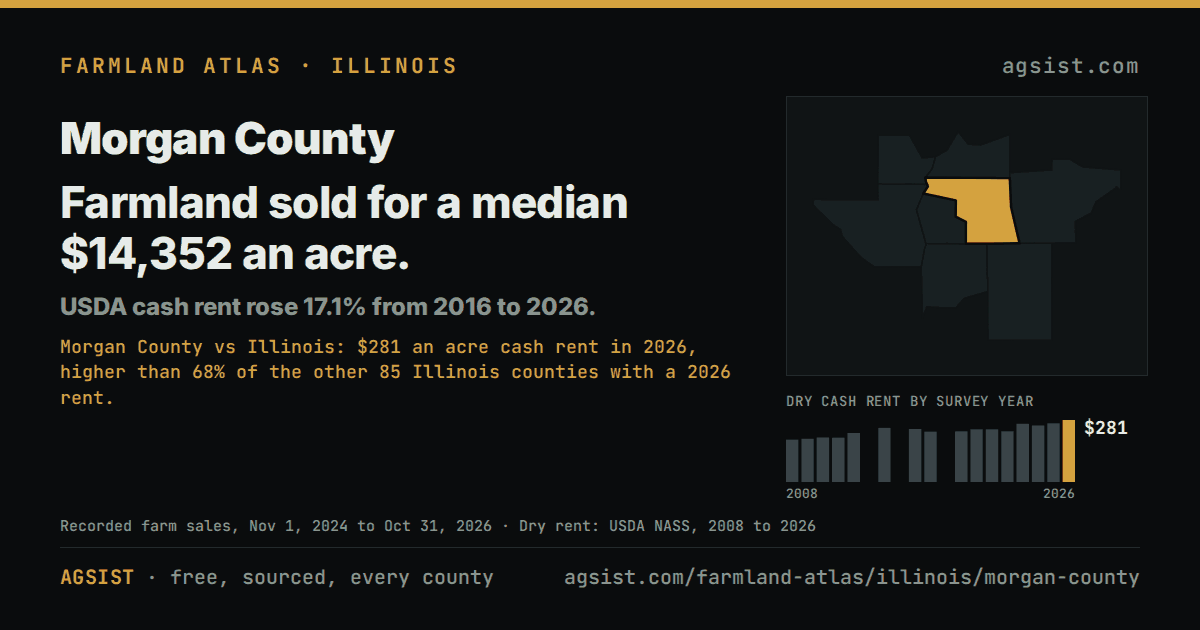 FARMLAND ATLAS · ILLINOIS
agsist.com
Morgan County
Farmland sold for a median
$14,352 an acre.
USDA cash rent rose 17.1% from 2016 to 2026.
Morgan County vs Illinois: $281 an acre cash rent in 2026,
higher than 68% of the other 85 Illinois counties with a 2026
rent.
DRY CASH RENT BY SURVEY YEAR
$281
2008
2026
Recorded farm sales, Nov 1, 2024 to Oct 31, 2026 · Dry rent: USDA NASS, 2008 to 2026
AGSIST · free, sourced, every county
agsist.com/farmland-atlas/illinois/morgan-county